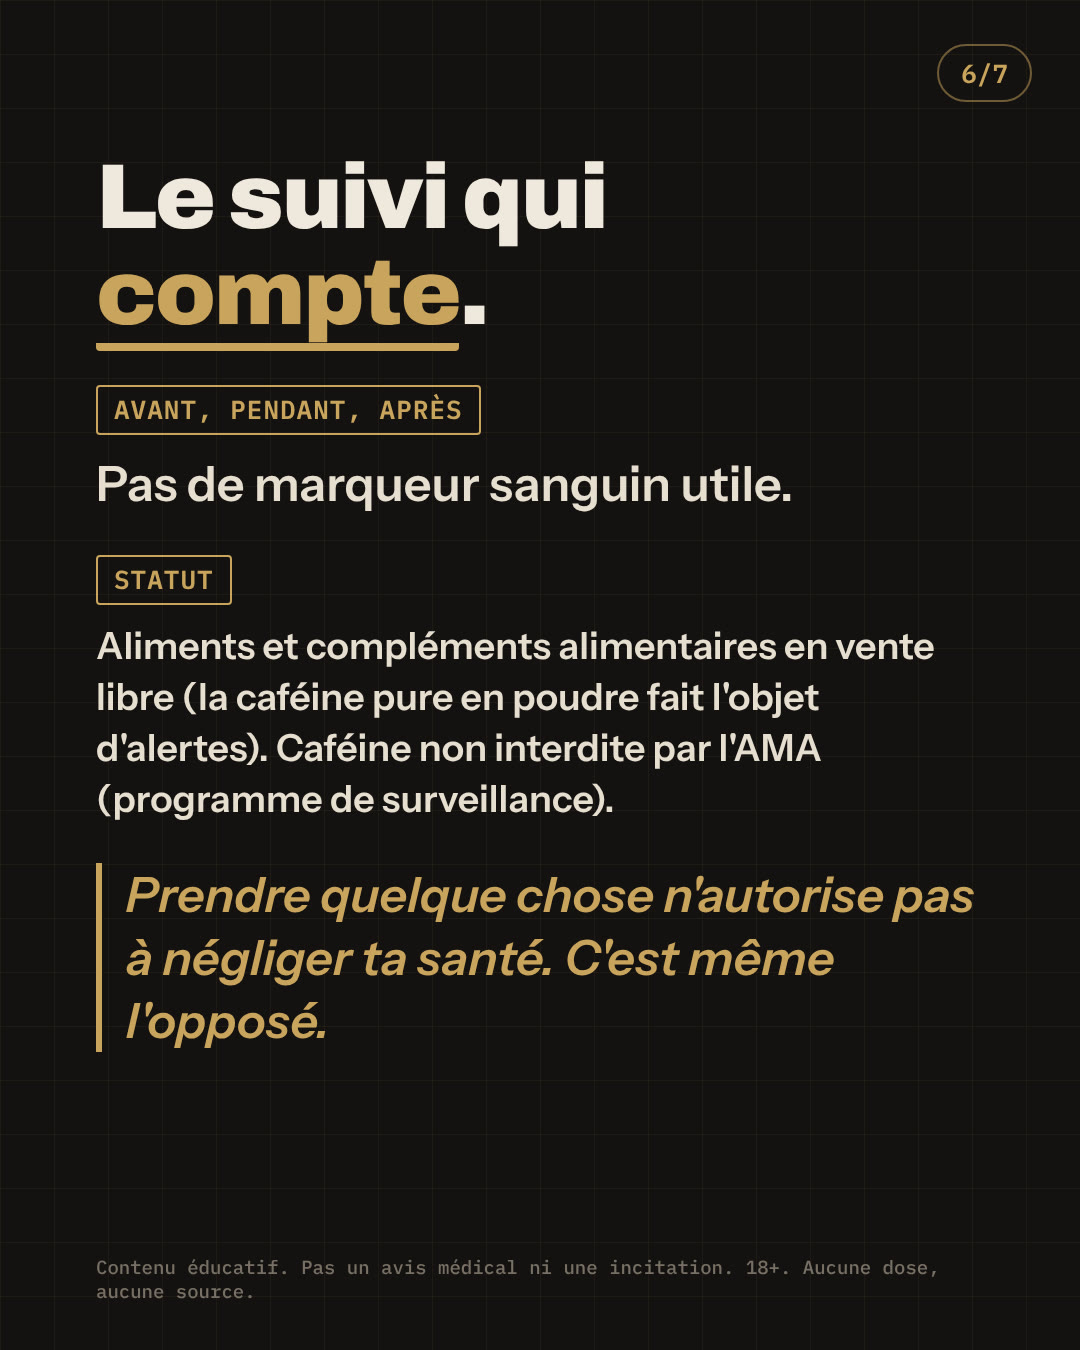 6/7
Le suivi qui
compte.
AVANT, PENDANT, APRÈS
Pas de marqueur sanguin utile.
STATUT
Aliments et compléments alimentaires en vente
libre (la caféine pure en poudre fait l'objet
d'alertes). Caféine non interdite par l'AMA
(programme de surveillance).
Prendre quelque chose n'autorise pas
à négliger ta santé. C'est même
l'opposé.
Contenu éducatif. Pas un avis médical ni une incitation. 18+. Aucune dose,
aucune source.